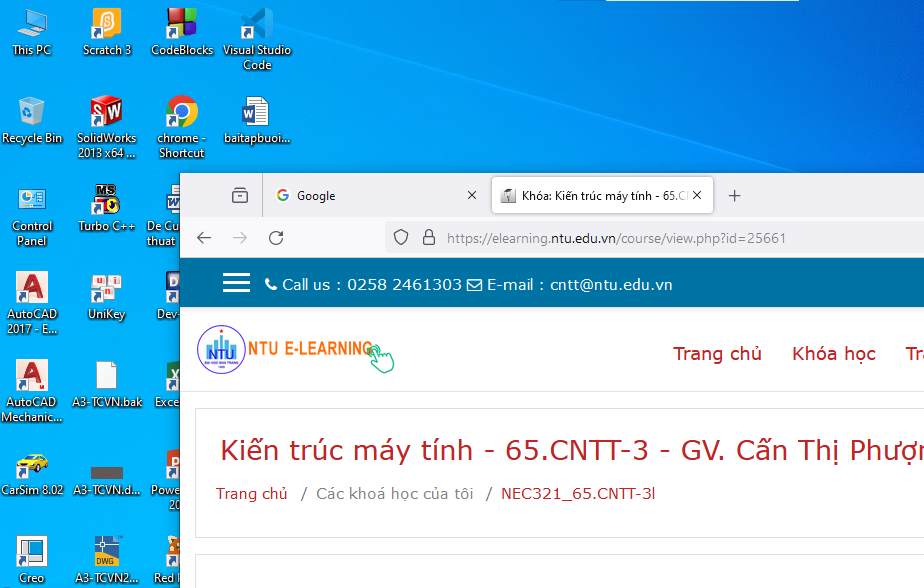 This PC
Scratch 3
CodeBlocks
Visual Studio
Code
Recycle Bin
SolidWorks
2013 x64 ...
chrome -
Shortcut
baitapbuoi...
Control
Panel
Turbo C++
De Cu
thuat
AutoCAD
2017 - E...
UniKey
Dev-
AutoCAD
Mechanic...
A3-TCVN.bak
Exce
CarSim 8.02
A3-TCVN.d...
Powe
20
Creo
A3-TCVN2...
Red
Google
Khóa: Kiến trúc máy tính - 65.C
https://elearning.ntu.edu.vn/course/view.php?id=25661
Call us : 0258 2461303 E-mail : cntt@ntu.edu.vn
NTU
NTU E-LEARNING
Trang chủ Khóa học Tr
Kiến trúc máy tính - 65.CNTT-3 - GV. Cấn Thị Phượn
Trang chủ / Các khoá học của tôi / NEC321_65.CNTT-3l